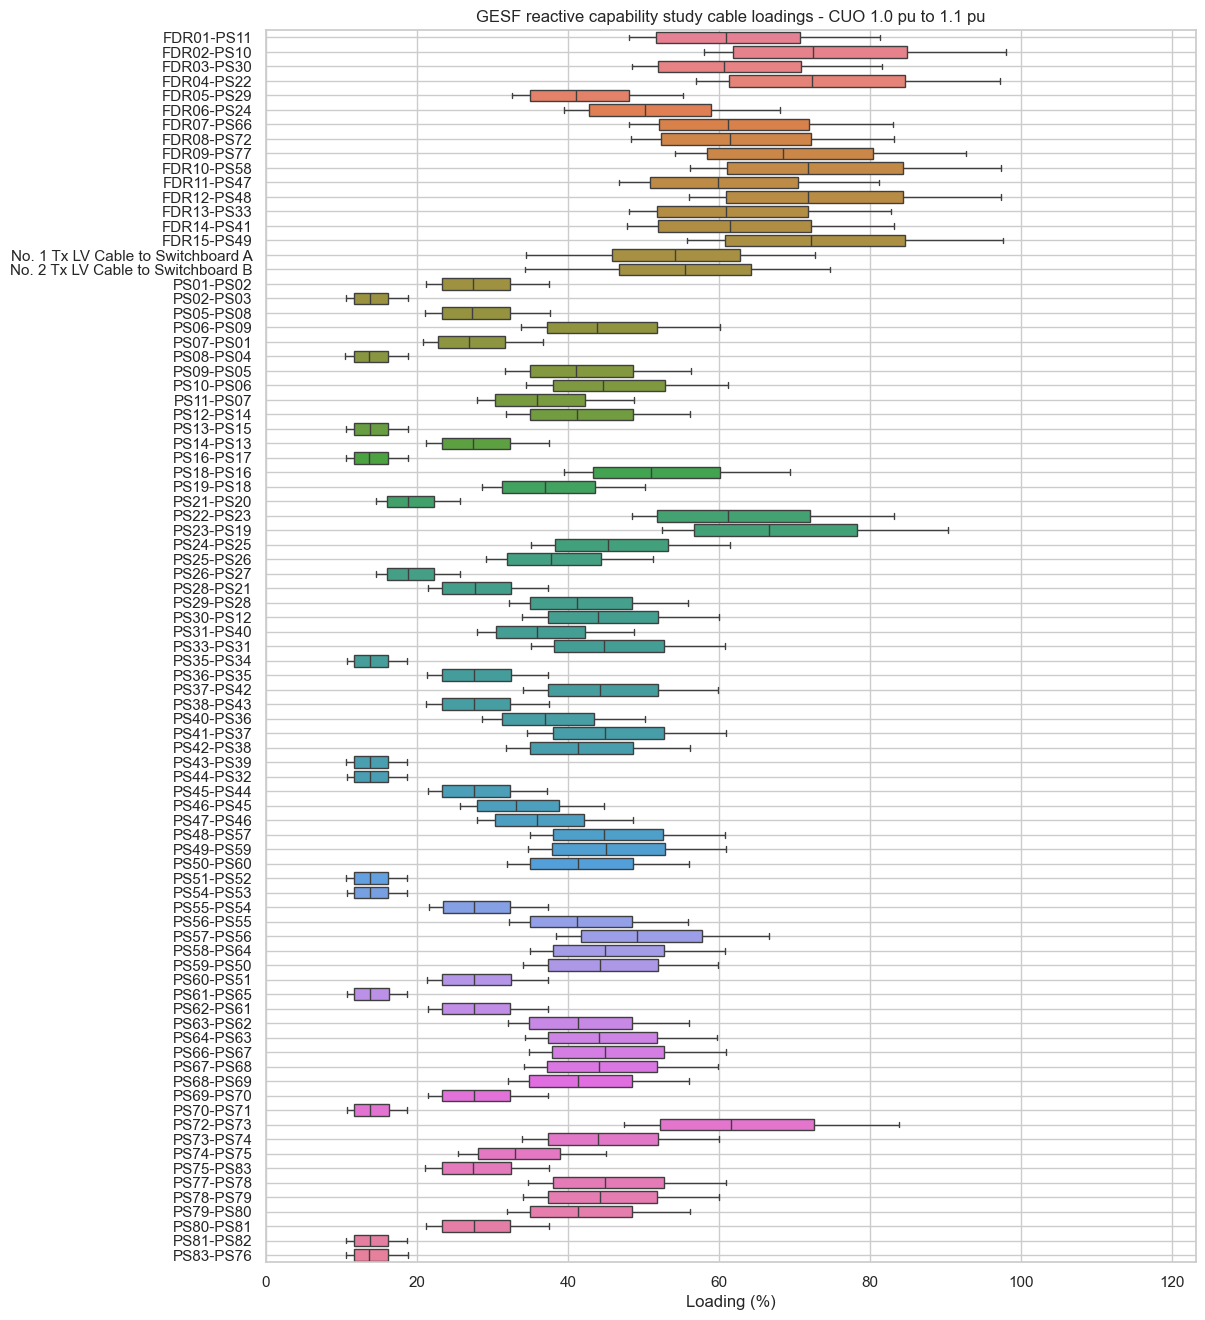 GESF reactive capability study cable loadings - CUO 1.0 pu to 1.1 pu
FDR01-PS11
FDR02-PS10
FDR03-PS30
FDR04-PS22
FDR05-PS29
FDR06-PS24
FDR07-PS66
FDR08-PS72
FDR09-PS77
FDR10-PS58
FDR11-PS47
FDR12-PS48
FDR13-PS33
FDR14-PS41
FDR15-PS49
No. 1 Tx LV Cable to Switchboard A
No. 2 Tx LV Cable to Switchboard B
PS01-PS02
PS02-PS03
PS05-PS08
PS06-PS09
PS07-PS01
PS08-PS04
PS09-PS05
PS10-PS06
PS11-PS07
PS12-PS14
PS13-PS15
PS14-PS13
PS16-PS17
PS18-PS16
PS19-PS18
PS21-PS20
PS22-PS23
PS23-PS19
PS24-PS25
PS25-PS26
PS26-PS27
PS28-PS21
PS29-PS28
PS30-PS12
PS31-PS40
PS33-PS31
PS35-PS34
PS36-PS35
PS37-PS42
PS38-PS43
PS40-PS36
PS41-PS37
PS42-PS38
PS43-PS39
PS44-PS32
PS45-PS44
PS46-PS45
PS47-PS46
PS48-PS57
PS49-PS59
PS50-PS60
PS51-PS52
PS54-PS53
PS55-PS54
PS56-PS55
PS57-PS56
PS58-PS64
PS59-PS50
PS60-PS51
PS61-PS65
PS62-PS61
PS63-PS62
PS64-PS63
PS66-PS67
PS67-PS68
PS68-PS69
PS69-PS70
PS70-PS71
PS72-PS73
PS73-PS74
PS74-PS75
PS75-PS83
PS77-PS78
PS78-PS79
PS79-PS80
PS80-PS81
PS81-PS82
PS83-PS76
0 20 40 60 80 100 120
Loading (%)